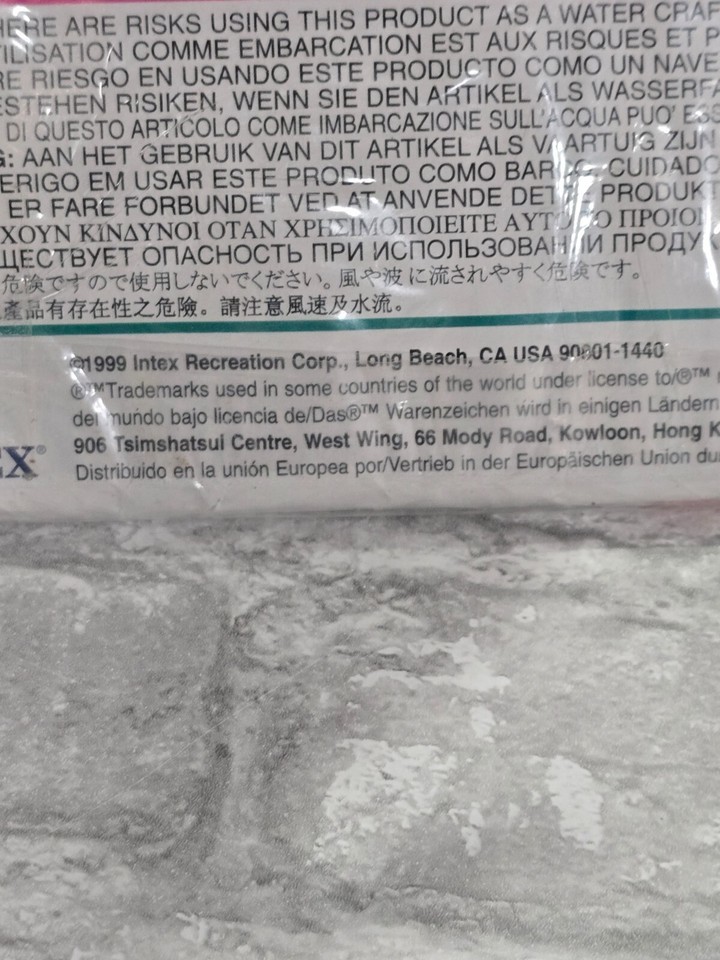 THERE ARE RISKS USING THIS PRODUCT AS A WATER CRAF
ILISATION COMME EMBARCATION EST AUX RISQUES ET P
RE RIESGO EN USANDO ESTE PRODUCTO COMO UN NAVE
ESTEHEN RISIKEN, WENN SIE DEN ARTIKEL ALS WASSERFA
DI QUESTO ARTICOLO COME IMBARCAZIONE SULL'ACQUA PUO' ESS
G: AAN HET GEBRUIK VAN DIT ARTIKEL ALS VAARTUIG ZIJN
ERIGO EM USAR ESTE PRODUTO COMO BARCO. CUIDADO
ER FARE FORBUNDET VED AT ANVENDE DETTE PRODUKT
ΧΟΥΝ ΚΙΝΔΥΝΟΙ ΟΤΑΝ ΧΡΗΣΙΜΟΠΟΙΕΙΤΕ ΑΥΤΟ ΤΟ ΠΡΟΙΟ
ЩЕСТВУЕТ ОПАСНОСТЬ ПРИ ИСПОЛЬЗОВАНИИ ПРОДУ
危険ですので使用しないでください。風や波に流されやすく危険です。
產品有存在性之危險。請注意風速及水流。
©1999 Intex Recreation Corp., Long Beach, CA USA 90801-1440
®™Trademarks used in some countries of the world under license to/®™
del mundo bajo licencia de/Das®™ Warenzeichen wird in einigen Ländern
906 Tsimshatsui Centre, West Wing, 66 Mody Road, Kowloon, Hong K
EX®
Distribuido en la unión Europea por/Vertrieb in der Europäischen Union du